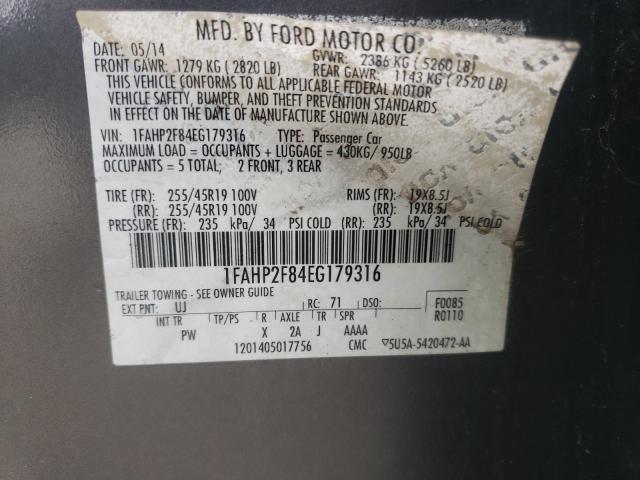 MFD. BY FORD MOTOR CO.
DATE: 05/14 GVWR: 2386 KG ( 5260 LB)
FRONT GAWR: 1279 KG ( 2820 LB) REAR GAWR: 1143 KG ( 2520 LB)
THIS VEHICLE CONFORMS TO ALL APPLICABLE FEDERAL MOTOR
VEHICLE SAFETY, BUMPER, AND THEFT PREVENTION STANDARDS
IN EFFECT ON THE DATE OF MANUFACTURE SHOWN ABOVE.
VIN: 1FAHP2F84EG179316 TYPE: Passenger Car
MAXIMUM LOAD = OCCUPANTS + LUGGAGE = 430KG/ 950LB
OCCUPANTS = 5 TOTAL; 2 FRONT, 3 REAR
TIRE (FR): 255/45R19 100V RIMS (FR): 19X8.5J
(RR): 255/45R19 100V (RR): 19X8.5J
PRESSURE (FR): 235 kPa/ 34 PSI COLD (RR): 235 kPa/ 34 PSI COLD
1FAHP2F84EG179316
TRAILER TOWING - SEE OWNER GUIDE
EXT PNT: UJ RC: 71 DSO: F0085
INT TR TP/PS R AXLE TR SPR R0110
PW X 2A J AAAA
1201405017756 CMC ▽5U5A-5420472-AA